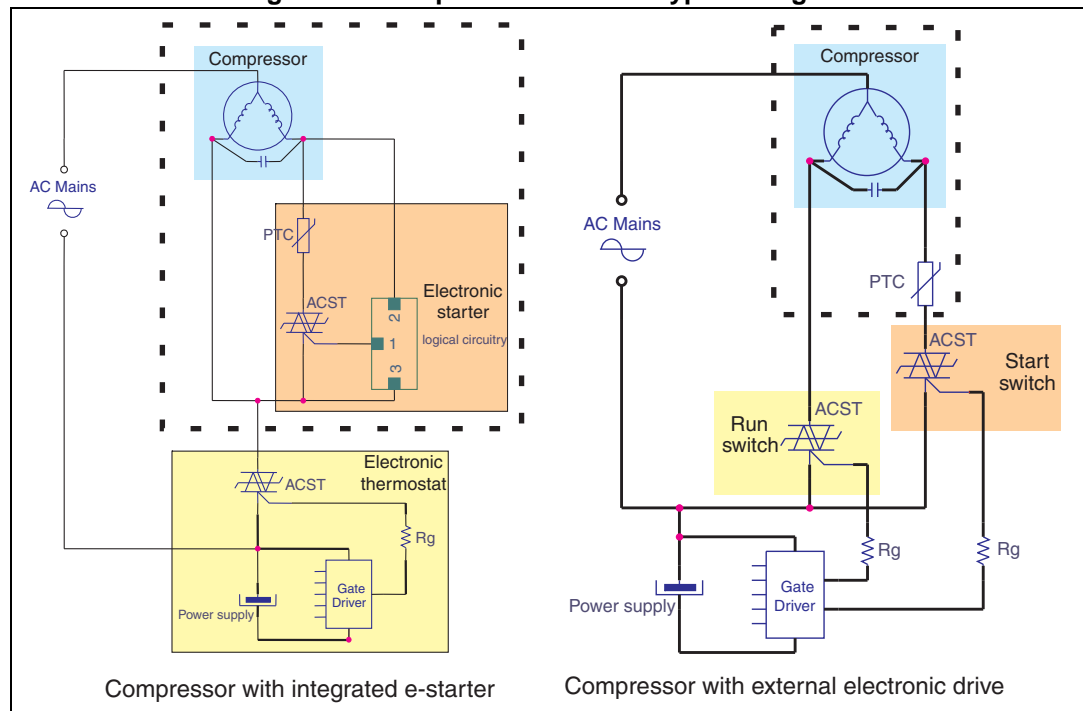 Compressor
AC Mains
PTC
ACST
Electronic
starter
logical circuitry
2
1
3
Electronic
thermostat
ACST
Rg
Gate
Driver
Power supply
Compressor with integrated e-starter
Compressor
AC Mains
PTC
ACST
Start
switch
ACST
Run
switch
Rg
Rg
Gate
Driver
Power supply
Compressor with external electronic drive